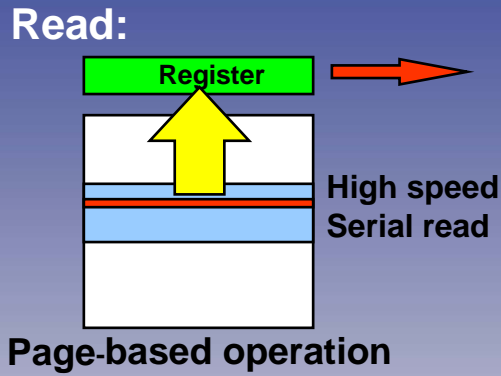 Read:
Register
High speed
Serial read
Page-based operation